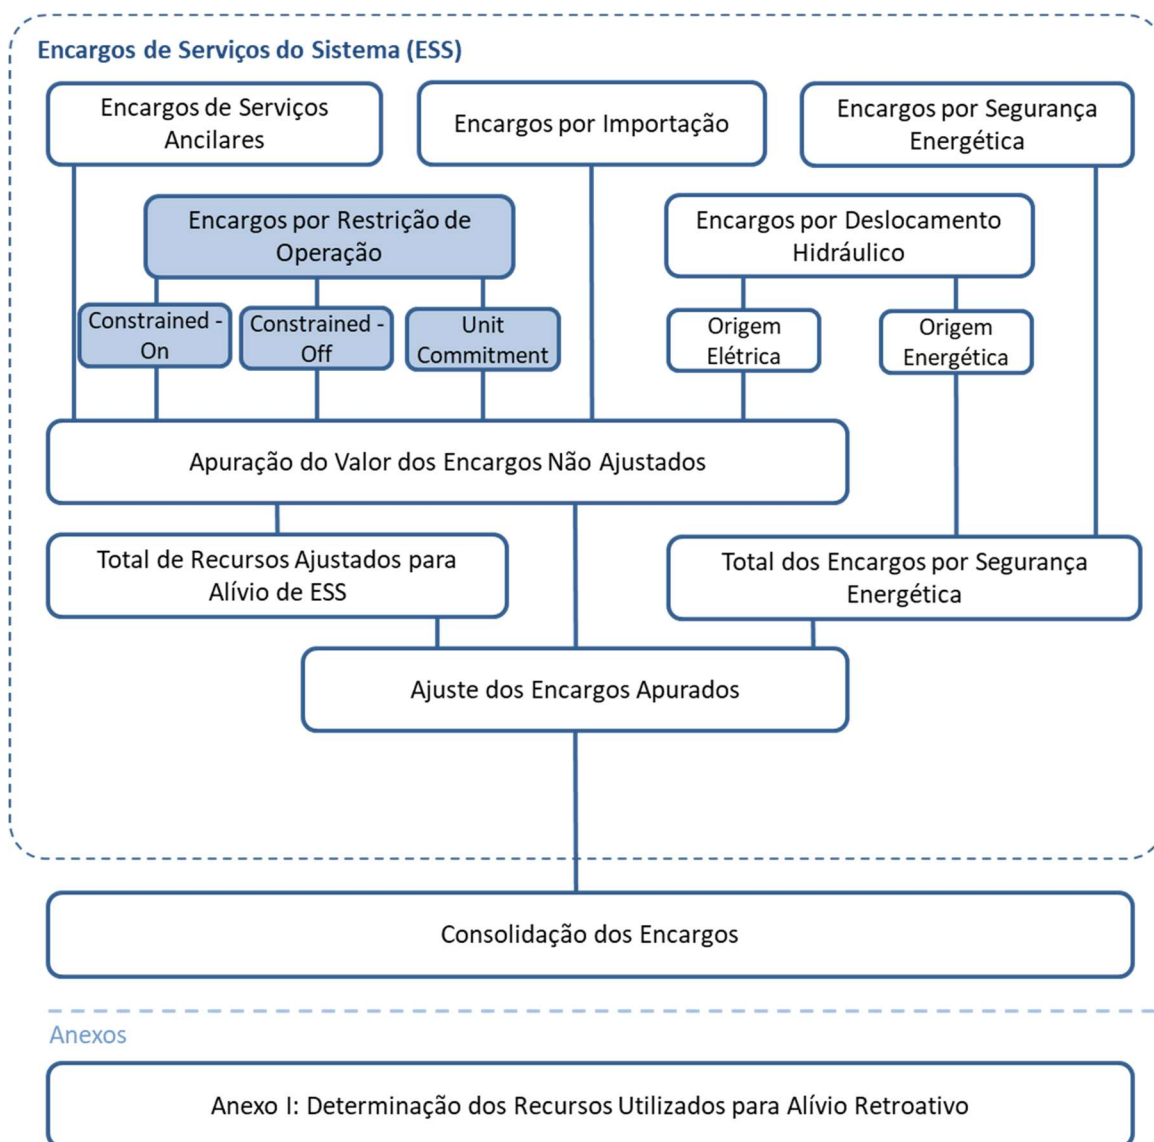 Encargos de Serviços do Sistema (ESS)
Encargos de Serviços
Ancilares
Encargos por Importação
Encargos por Segurança
Energética
Encargos por Restrição de
Operação
Encargos por Deslocamento
Hidráulico
Constrained -
On
Constrained -
Off
Unit
Commitment
Origem
Elétrica
Origem
Energética
Apuração do Valor dos Encargos Não Ajustados
Total de Recursos Ajustados para
Alívio de ESS
Total dos Encargos por Segurança
Energética
Ajuste dos Encargos Apurados
Consolidação dos Encargos
Anexos
Anexo I: Determinação dos Recursos Utilizados para Alívio Retroativo